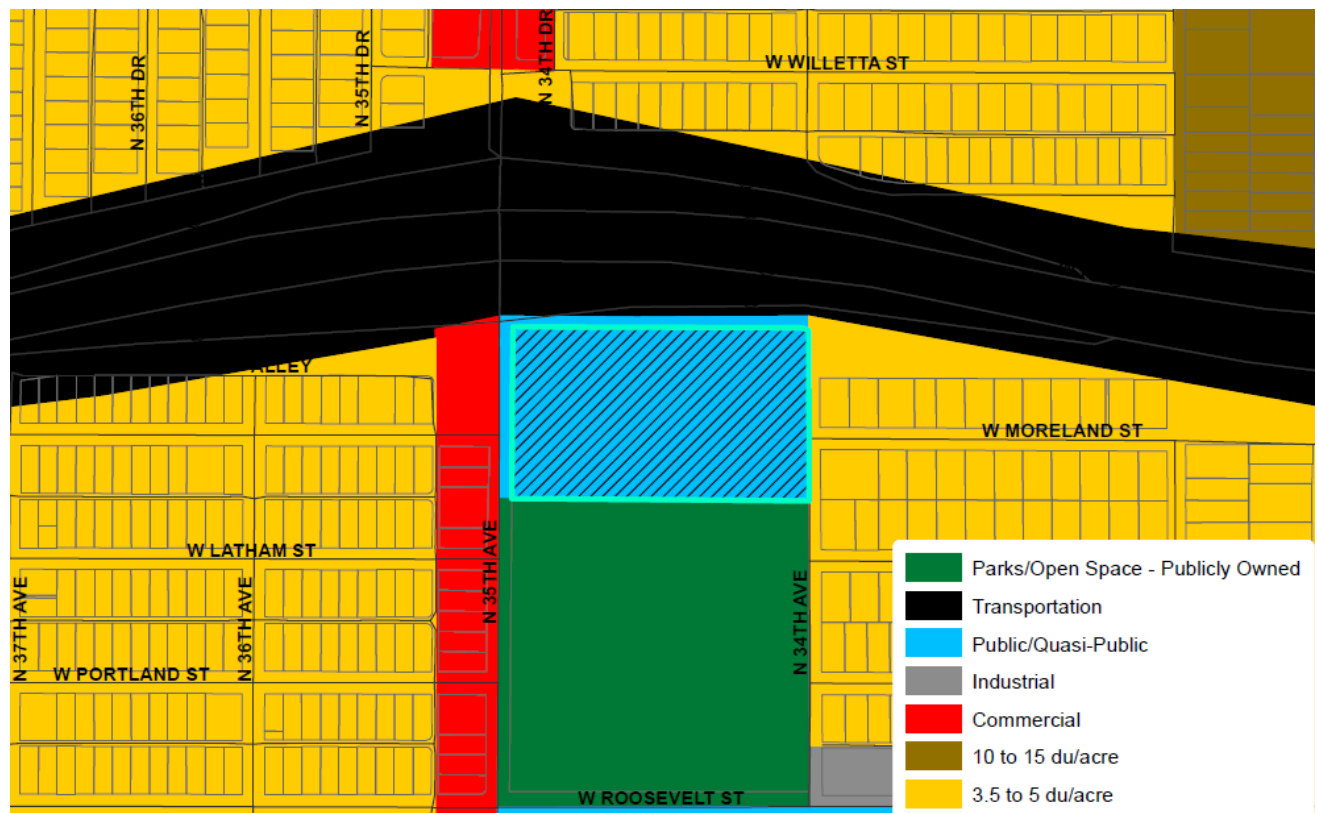 N 36TH DR
N 35TH DR
N 34TH DR
W WILLETTA ST
ALLEY
W MORELAND ST
W LATHAM ST
N 37TH AVE
N 36TH AVE
N 35TH AVE
N 34TH AVE
W PORTLAND ST
W ROOSEVELT ST
Parks/Open Space - Publicly Owned
Transportation
Public/Quasi-Public
Industrial
Commercial
10 to 15 du/acre
3.5 to 5 du/acre